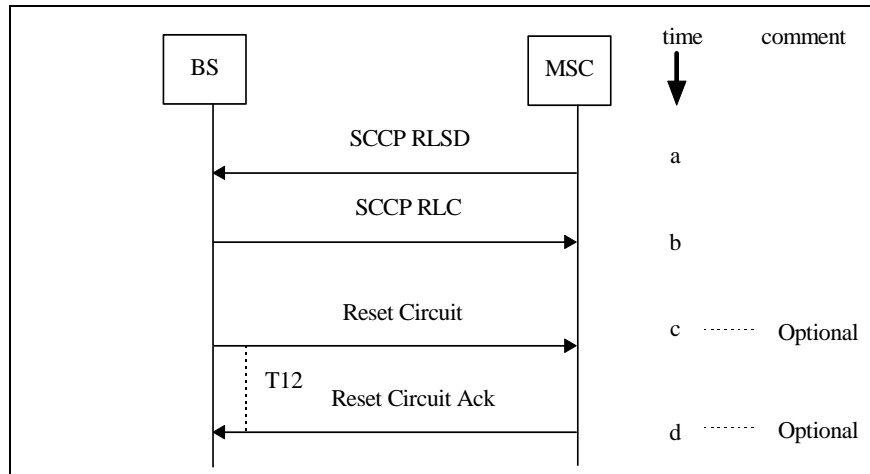 time comment
BS MSC
SCCP RLSD
a
SCCP RLC
b
Reset Circuit
c Optional
T12
Reset Circuit Ack
d Optional